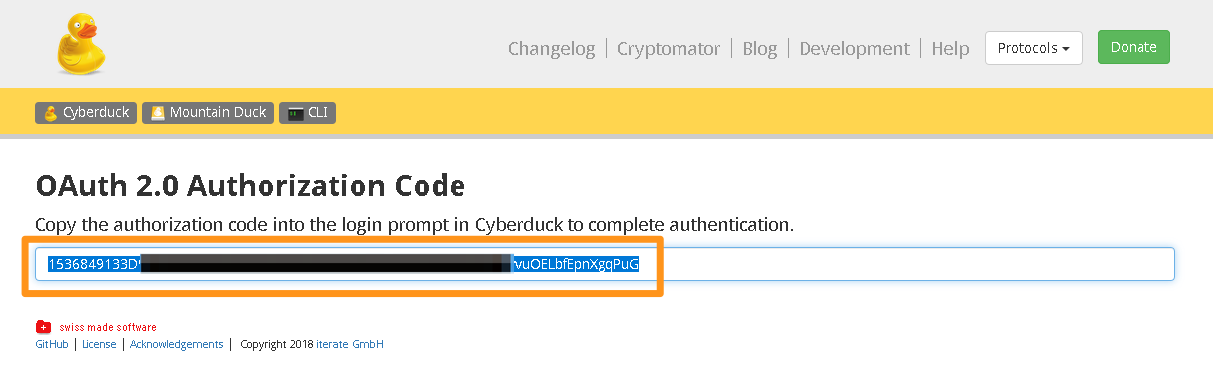 Changelog | Cryptomator | Blog | Development | Help Protocols Donate
Cyberduck Mountain Duck CLI
OAuth 2.0 Authorization Code
Copy the authorization code into the login prompt in Cyberduck to complete authentication.
1536849133D vuOELbfEpnXgqPuG
swiss made software
GitHub | License | Acknowledgements | Copyright 2018 iterate GmbH